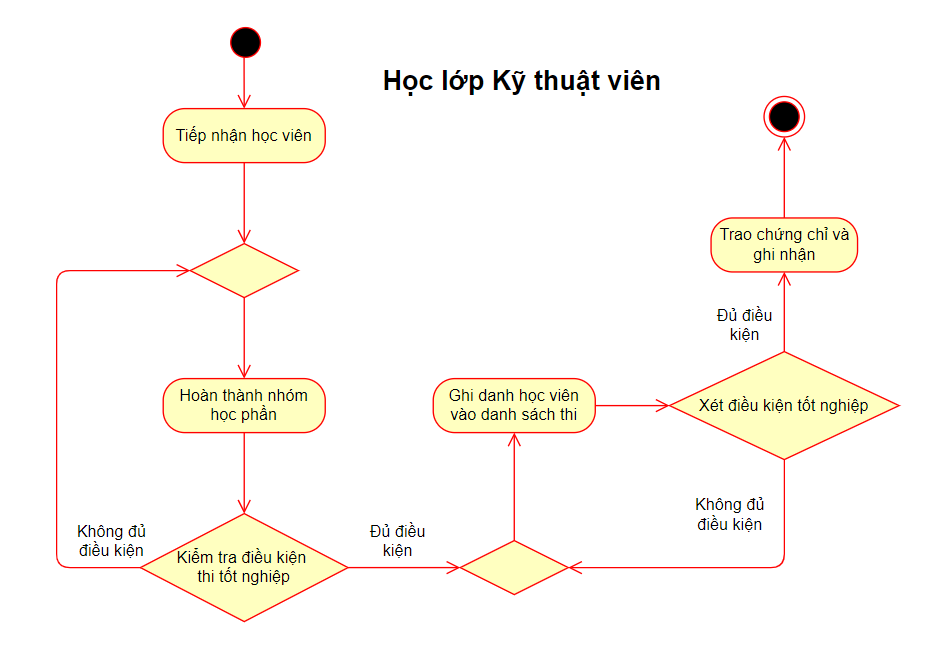 Học lớp Kỹ thuật viên
Tiếp nhận học viên
Hoàn thành nhóm
học phần
Kiểm tra điều kiện
thi tốt nghiệp
Không đủ
điều kiện
Đủ điều
kiện
Ghi danh học viên
vào danh sách thi
Xét điều kiện tốt nghiệp
Không đủ
điều kiện
Đủ điều
kiện
Trao chứng chỉ và
ghi nhận